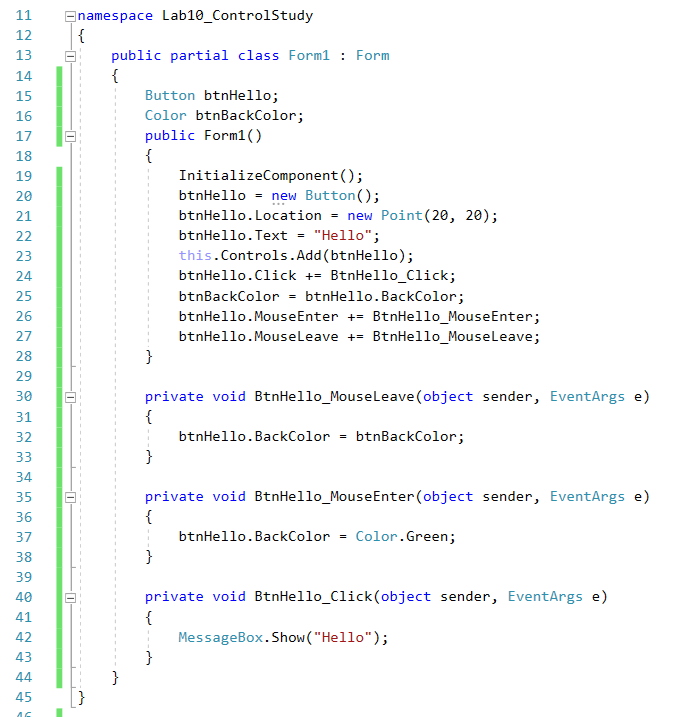 11 namespace Lab10_ControlStudy
12 {
13     public partial class Form1 : Form
14     {
15         Button btnHello;
16         Color btnBackColor;
17         public Form1()
18         {
19             InitializeComponent();
20             btnHello = new Button();
21             btnHello.Location = new Point(20, 20);
22             btnHello.Text = "Hello";
23             this.Controls.Add(btnHello);
24             btnHello.Click += BtnHello_Click;
25             btnBackColor = btnHello.BackColor;
26             btnHello.MouseEnter += BtnHello_MouseEnter;
27             btnHello.MouseLeave += BtnHello_MouseLeave;
28         }
29
30         private void BtnHello_MouseLeave(object sender, EventArgs e)
31         {
32             btnHello.BackColor = btnBackColor;
33         }
34
35         private void BtnHello_MouseEnter(object sender, EventArgs e)
36         {
37             btnHello.BackColor = Color.Green;
38         }
39
40         private void BtnHello_Click(object sender, EventArgs e)
41         {
42             MessageBox.Show("Hello");
43         }
44     }
45 }
46